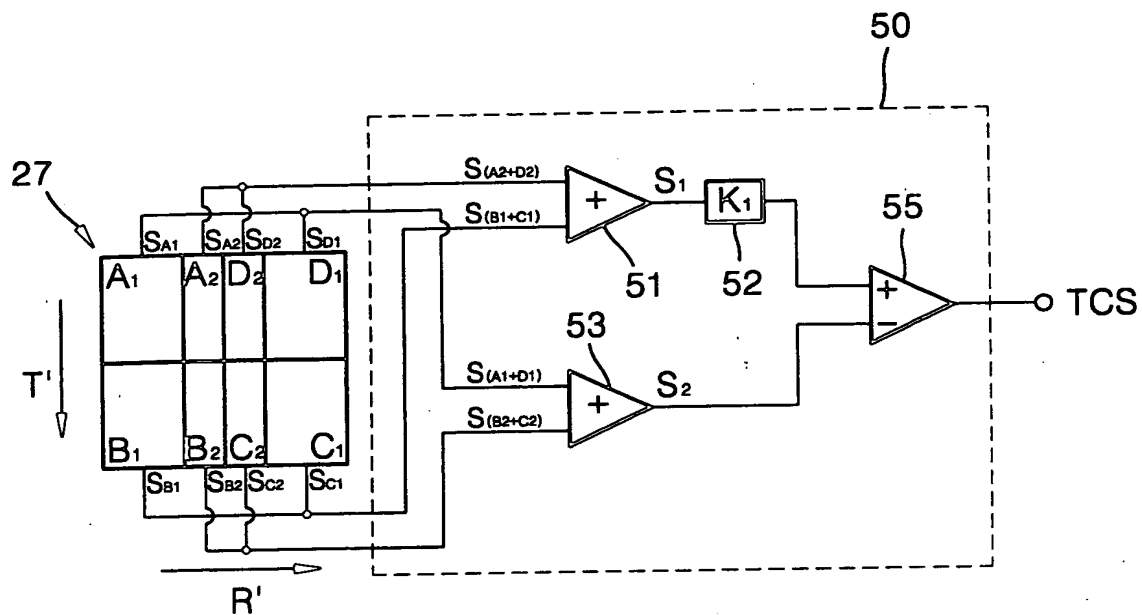 50
27
S(A2+D2)
S1
K1
55
+
S(B1+C1)
SA1
SA2
SD2
SD1
51
52
A1
A2
D2
D1
+
−
TCS
53
T'
S(A1+D1)
S2
+
S(B2+C2)
B1
B2
C2
C1
SB1
SB2
SC2
SC1
R'